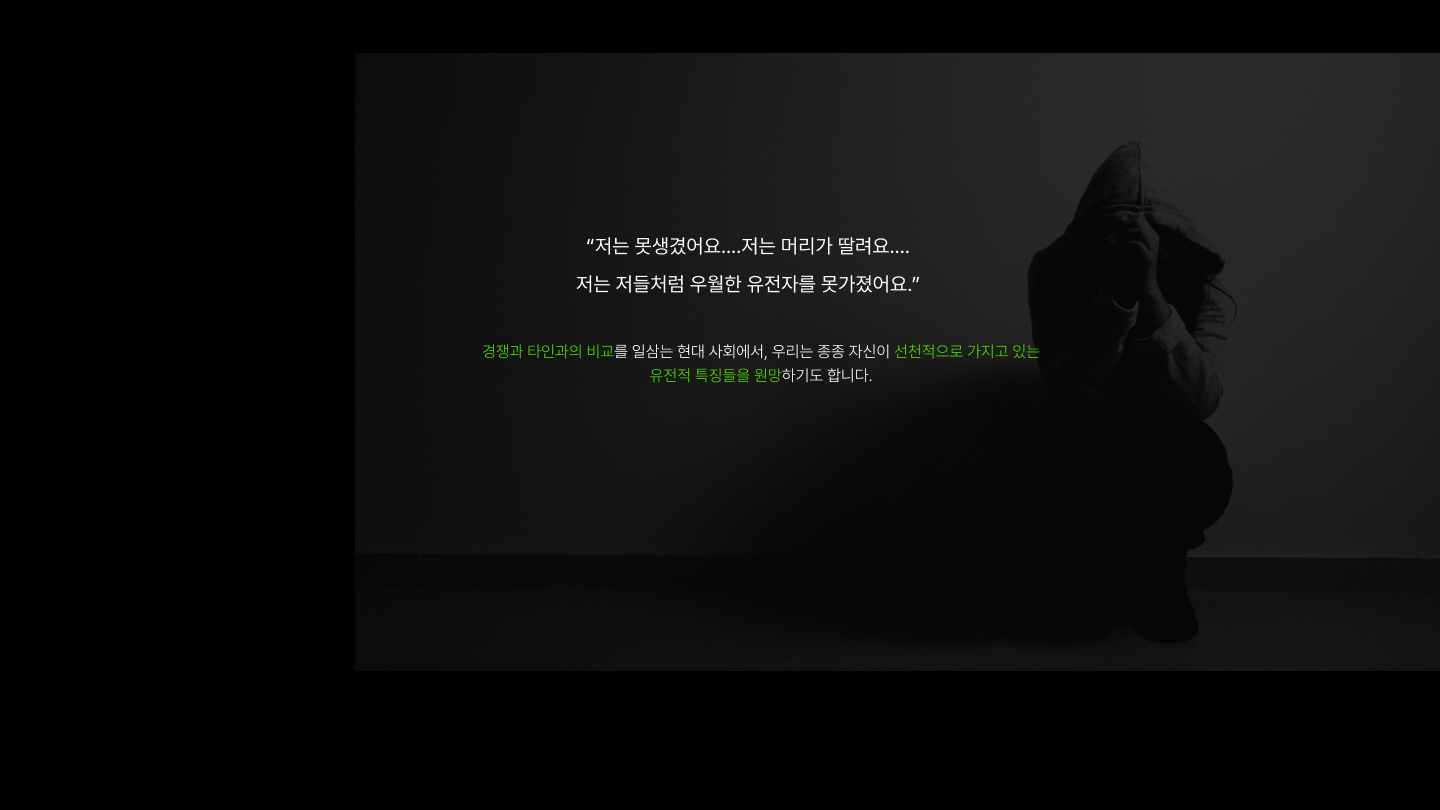 “저는 못생겼어요....저는 머리가 딸려요....
저는 저들처럼 우월한 유전자를 못가졌어요.”
경쟁과 타인과의 비교를 일삼는 현대 사회에서, 우리는 종종 자신이 선천적으로 가지고 있는
유전적 특징들을 원망하기도 합니다.